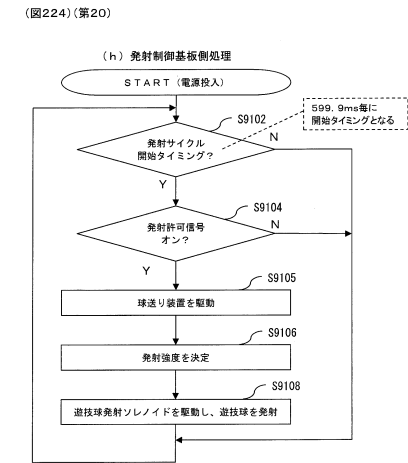 (図224)(第20)
(h) 発射制御基板側処理
START (電源投入)
S9102
599.9ms毎に
開始タイミングとなる
発射サイクル
開始タイミング?
N
Y
S9104
発射許可信号
オン?
N
Y
S9105
球送り装置を駆動
S9106
発射強度を決定
S9108
遊技球発射ソレノイドを駆動し、遊技球を発射